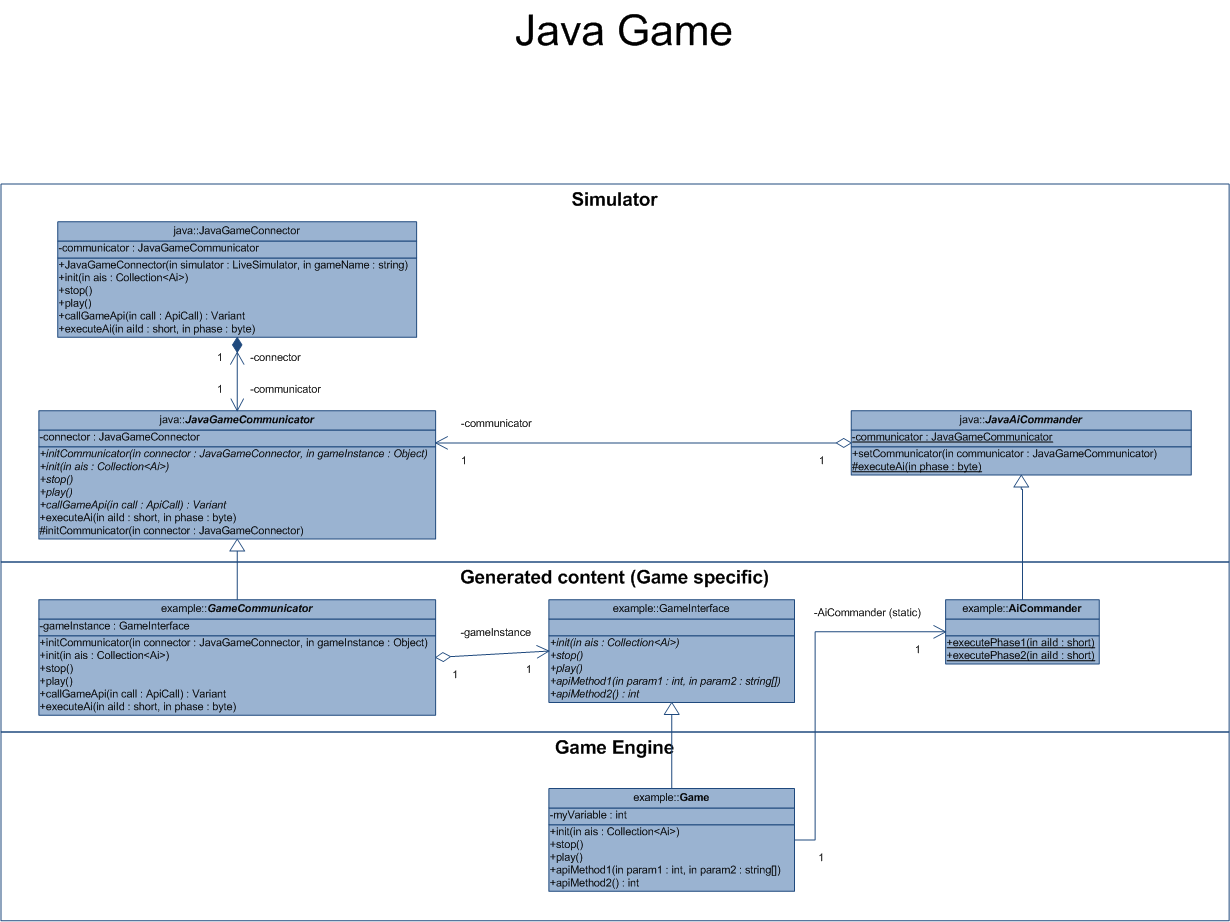 Java Game
Simulator
java::JavaGameConnector
-communicator : JavaGameCommunicator
+JavaGameConnector(in simulator : LiveSimulator, in gameName : string)
+init(in ais : Collection<Ai>)
+stop()
+play()
+callGameApi(in call : ApiCall) : Variant
+executeAi(in aiId : short, in phase : byte)
1
-connector
1
-communicator
java::JavaGameCommunicator
-connector : JavaGameConnector
+initCommunicator(in connector : JavaGameConnector, in gameInstance : Object)
+init(in ais : Collection<Ai>)
+stop()
+play()
+callGameApi(in call : ApiCall) : Variant
+executeAi(in aiId : short, in phase : byte)
#initCommunicator(in connector : JavaGameConnector)
-communicator
1
1
java::JavaAiCommander
-communicator : JavaGameCommunicator
+setCommunicator(in communicator : JavaGameCommunicator)
#executeAi(in phase : byte)
Generated content (Game specific)
example::GameCommunicator
-gameInstance : GameInterface
+initCommunicator(in connector : JavaGameConnector, in gameInstance : Object)
+init(in ais : Collection<Ai>)
+stop()
+play()
+callGameApi(in call : ApiCall) : Variant
+executeAi(in aiId : short, in phase : byte)
-gameInstance
1
1
example::GameInterface
+init(in ais : Collection<Ai>)
+stop()
+play()
+apiMethod1(in param1 : int, in param2 : string[])
+apiMethod2() : int
-AiCommander (static)
1
example::AiCommander
+executePhase1(in aiId : short)
+executePhase2(in aiId : short)
Game Engine
example::Game
-myVariable : int
+init(in ais : Collection<Ai>)
+stop()
+play()
+apiMethod1(in param1 : int, in param2 : string[])
+apiMethod2() : int
1